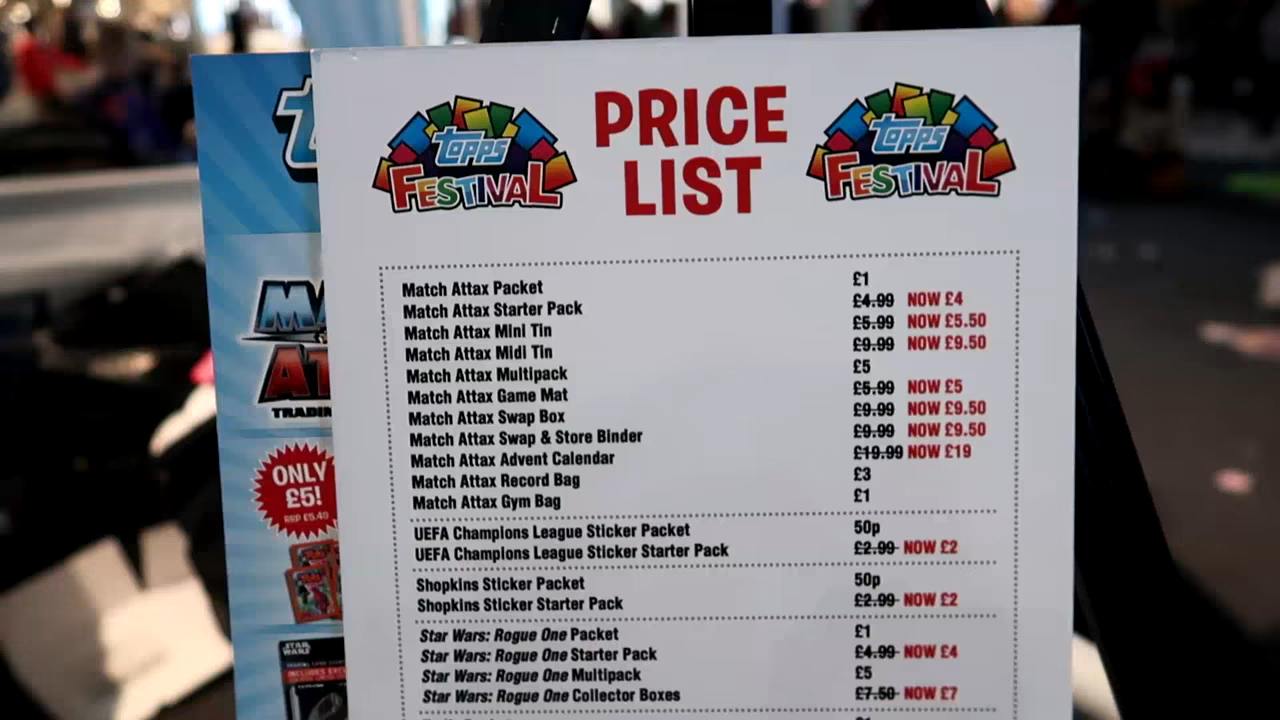 topps
FESTIVAL
PRICE
LIST
topps
FESTIVAL
Match Attax Packet £1
Match Attax Starter Pack £4.99 NOW £4
Match Attax Mini Tin £5.99 NOW £5.50
Match Attax Midi Tin £9.99 NOW £9.50
Match Attax Multipack £5
Match Attax Game Mat £5.99 NOW £5
Match Attax Swap Box £9.99 NOW £9.50
Match Attax Swap & Store Binder £9.99 NOW £9.50
Match Attax Advent Calendar £19.99 NOW £19
Match Attax Record Bag £3
Match Attax Gym Bag £1
UEFA Champions League Sticker Packet 50p
UEFA Champions League Sticker Starter Pack £2.99 NOW £2
Shopkins Sticker Packet 50p
Shopkins Sticker Starter Pack £2.99 NOW £2
Star Wars: Rogue One Packet £1
Star Wars: Rogue One Starter Pack £4.99 NOW £4
Star Wars: Rogue One Multipack £5
Star Wars: Rogue One Collector Boxes £7.50 NOW £7
ONLY
£5!
RRP £5.49
STAR
WARS